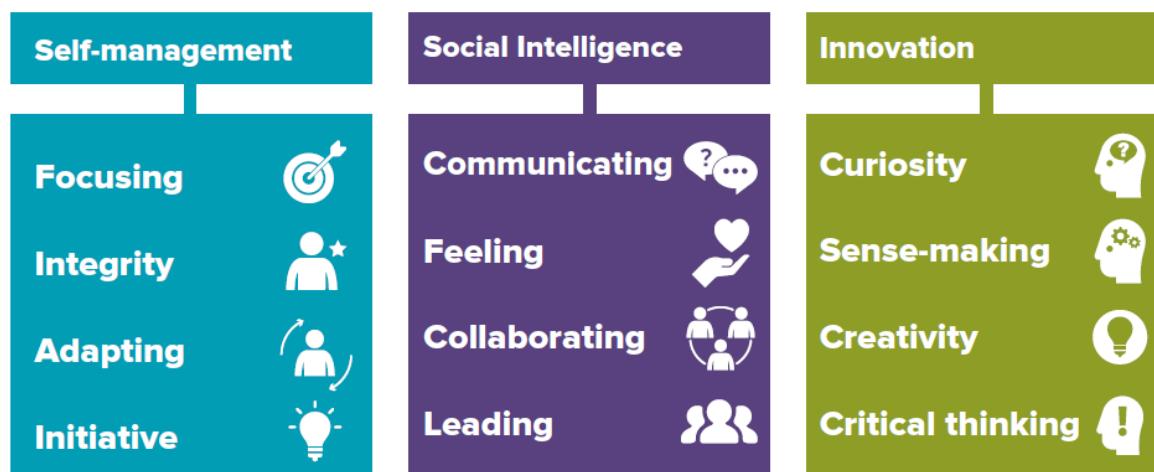 Self-management
Focusing
Integrity
Adapting
Initiative
Social Intelligence
Communicating
?
...
Feeling
Collaborating
Leading
Innovation
Curiosity
?
Sense-making
Creativity
Critical thinking
!